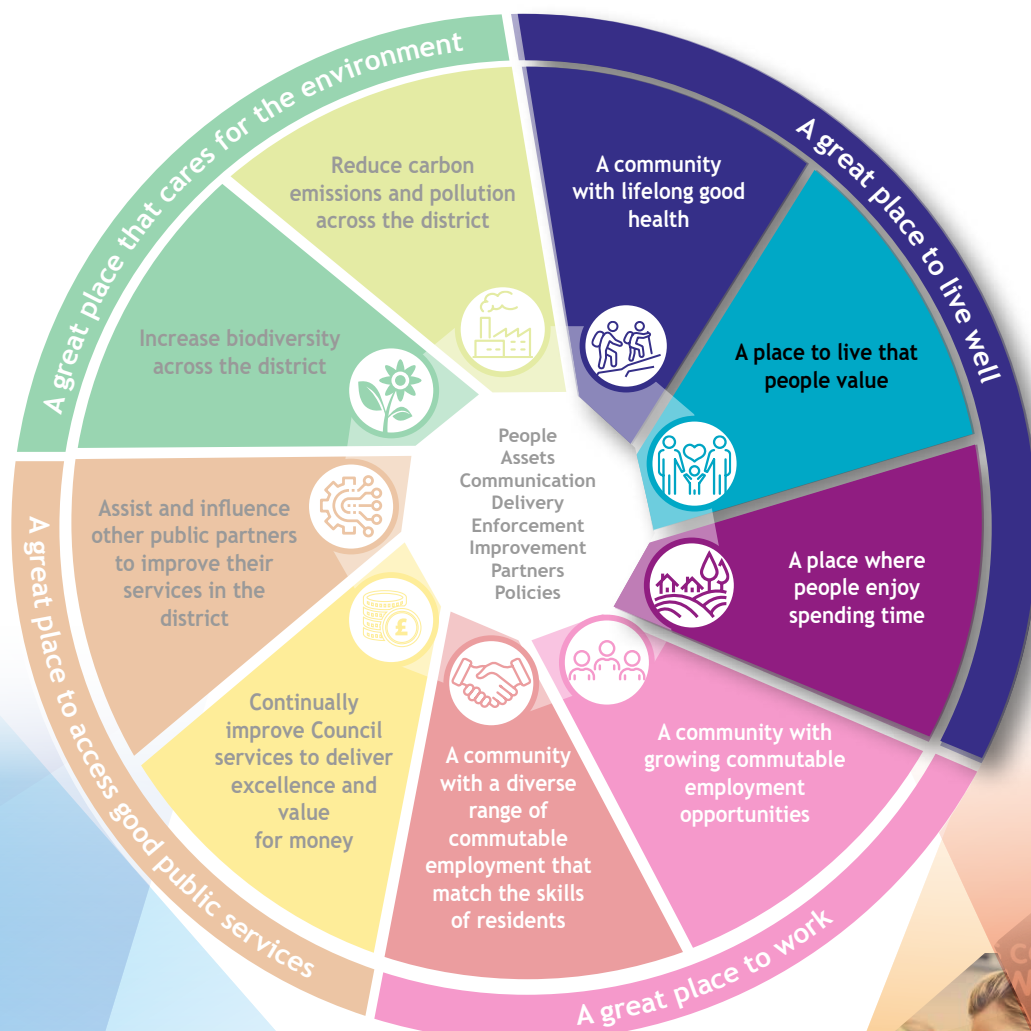 A great place that cares for the environment
A great place to live well
A great place to work
A great place to access good public services
Reduce carbon
emissions and pollution
across the district
A community
with lifelong good
health
A place to live that
people value
A place where
people enjoy
spending time
A community with
growing commutable
employment
opportunities
A community
with a diverse
range of
commutable
employment that
match the skills
of residents
Continually
improve Council
services to deliver
excellence and
value
for money
£
Assist and influence
other public partners
to improve their
services in the
district
Increase biodiversity
across the district
People
Assets
Communication
Delivery
Enforcement
Improvement
Partners
Policies